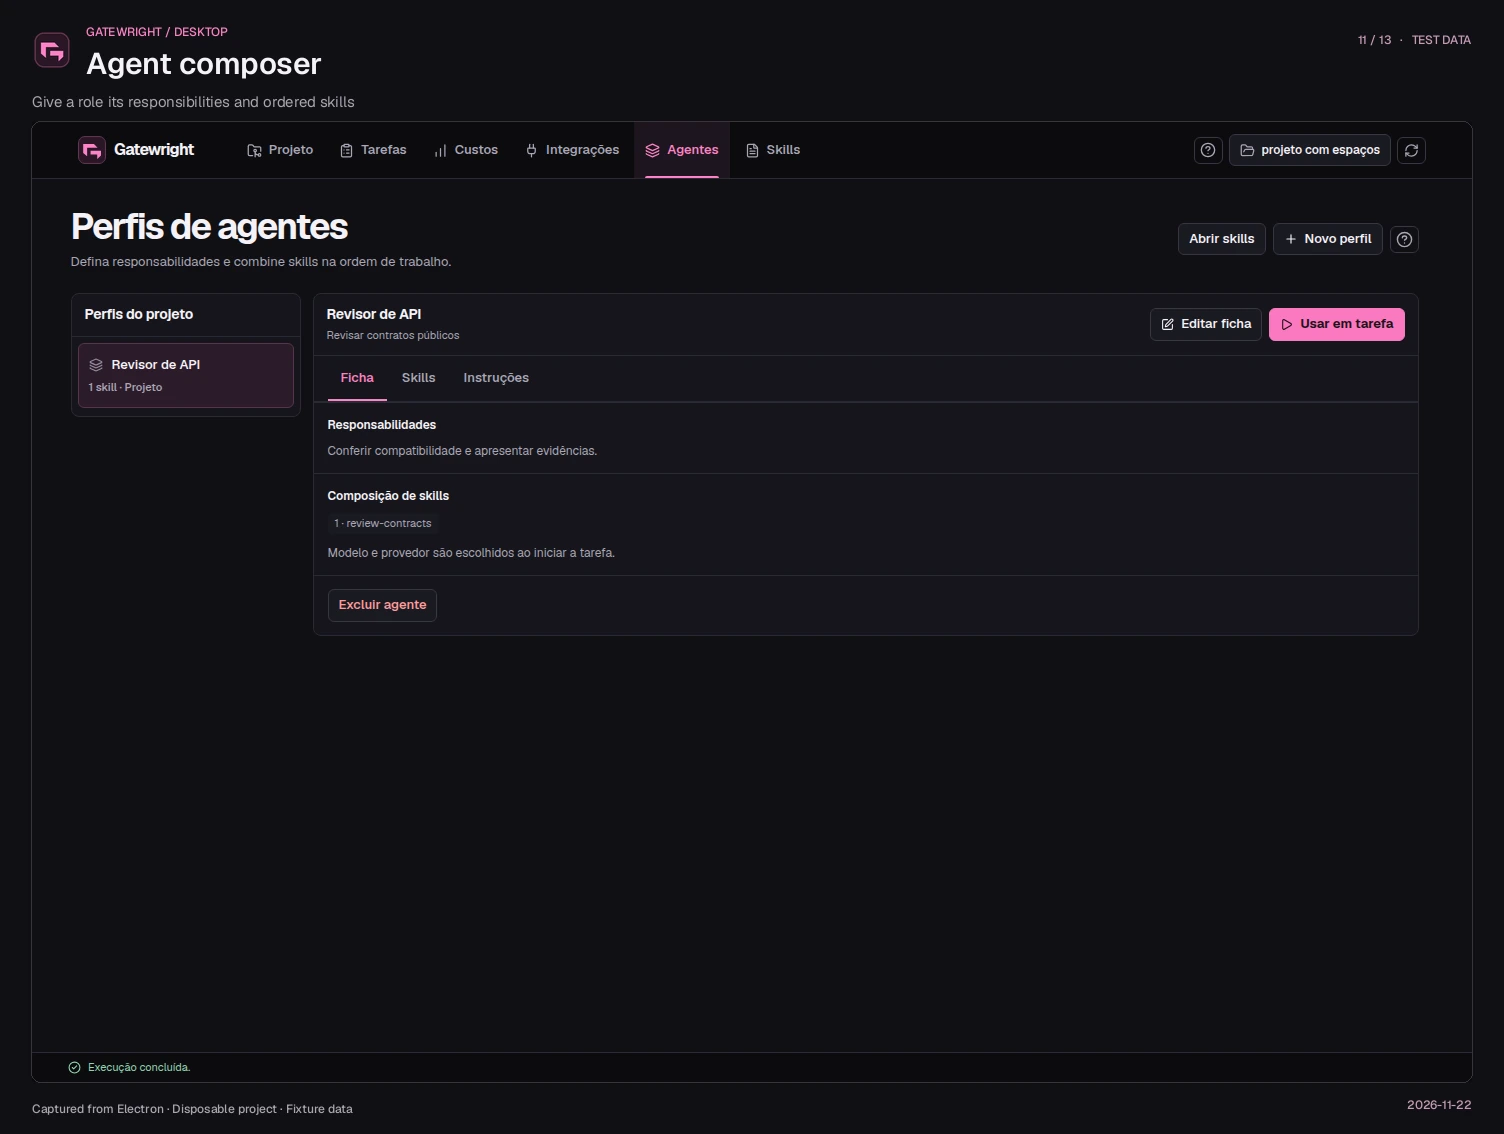 GATEWRIGHT / DESKTOP
Agent composer
11 / 13 · TEST DATA
Give a role its responsibilities and ordered skills
Gatewright
Projeto
Tarefas
Custos
Integrações
Agentes
Skills
projeto com espaços
Perfis de agentes
Defina responsabilidades e combine skills na ordem de trabalho.
Abrir skills
Novo perfil
Perfis do projeto
Revisor de API
1 skill · Projeto
Revisor de API
Revisar contratos públicos
Editar ficha
Usar em tarefa
Ficha
Skills
Instruções
Responsabilidades
Conferir compatibilidade e apresentar evidências.
Composição de skills
1 · review-contracts
Modelo e provedor são escolhidos ao iniciar a tarefa.
Excluir agente
Execução concluída.
Captured from Electron · Disposable project · Fixture data
2026-11-22